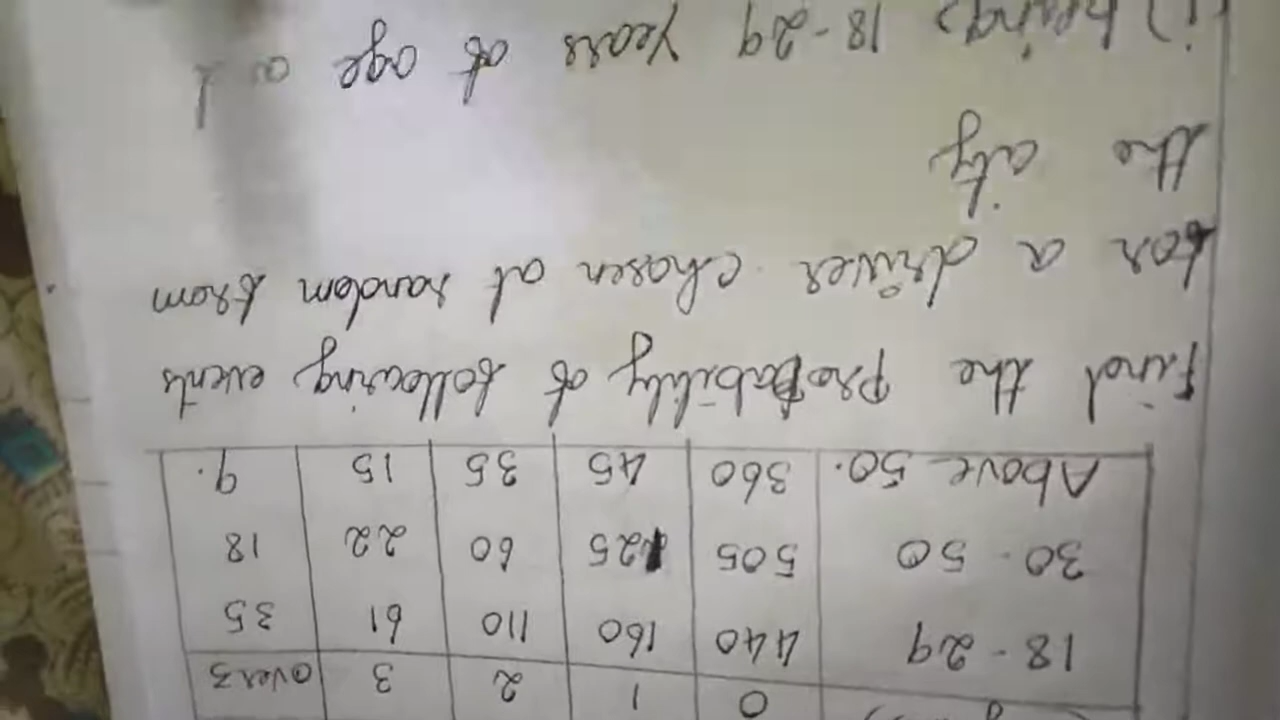 0 1 2 3 over 3
18-29 440 160 110 61 35
30-50 505 125 60 22 18
Above 50. 360 45 35 15 9.
Find the probability of following events
for a driver chosen at random from
the city
i) being 18-29 years of age